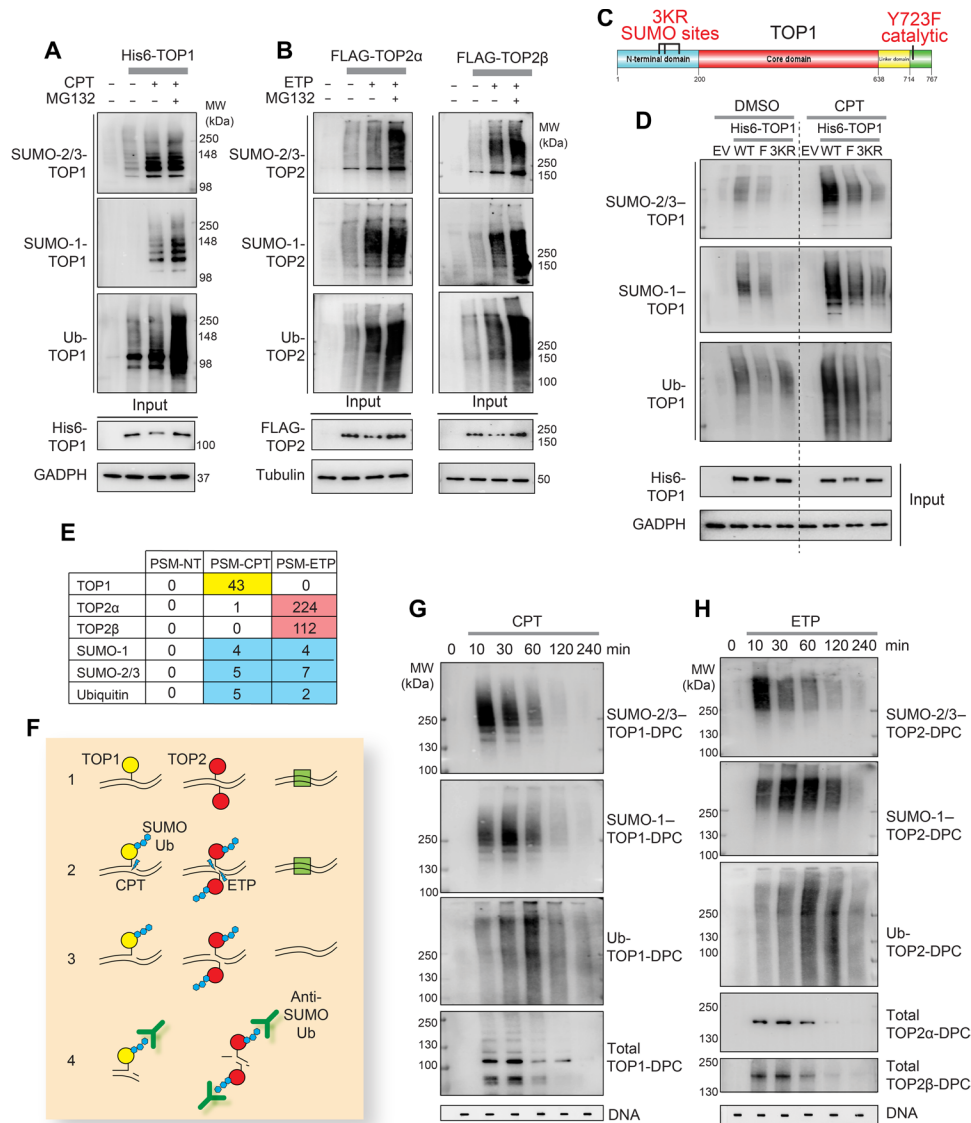 A
His6-TOP1
CPT - - + +
MG132 +
MW
(kDa)
SUMO-2/3-
TOP1
250
148
98
SUMO-1-
TOP1
250
148
98
Ub-
TOP1
250
148
98
Input
His6-
TOP1
100
GADPH
37
B
FLAG-TOP2α
FLAG-TOP2β
ETP - - + + - - + +
MG132 + +
MW
(kDa)
SUMO-2/3-
TOP2
250
150
SUMO-1-
TOP2
250
150
Ub-
TOP2
250
150
100
Input
FLAG-
TOP2
250
150
Tubulin
50
C
3KR
SUMO sites
TOP1
Y723F
catalytic
N-terminal domain
Core domain
Linker domain
1
200
638
714
767
D
DMSO
CPT
His6-TOP1
His6-TOP1
EV WT F 3KR EV WT F 3KR
SUMO-2/3–
TOP1
SUMO-1–
TOP1
Ub-
TOP1
His6-
TOP1
GADPH
Input
E
PSM-NT PSM-CPT PSM-ETP
TOP1 0 43 0
TOP2α 0 1 224
TOP2β 0 0 112
SUMO-1 0 4 4
SUMO-2/3 0 5 7
Ubiquitin 0 5 2
F
1
TOP1
TOP2
2
SUMO
Ub
CPT
ETP
3
4
Anti-
SUMO
Ub
G
CPT
0 10 30 60 120 240 min
MW
(kDa)
250
130
100
SUMO-2/3–
TOP1-DPC
250
130
100
SUMO-1–
TOP1-DPC
250
130
100
Ub-
TOP1-DPC
250
130
100
Total
TOP1-DPC
DNA
H
ETP
0 10 30 60 120 240 min
MW
(kDa)
250
130
100
SUMO-2/3–
TOP2-DPC
250
130
100
SUMO-1–
TOP2-DPC
250
130
100
Ub-
TOP2-DPC
250
130
Total
TOP2α-DPC
250
130
Total
TOP2β-DPC
DNA